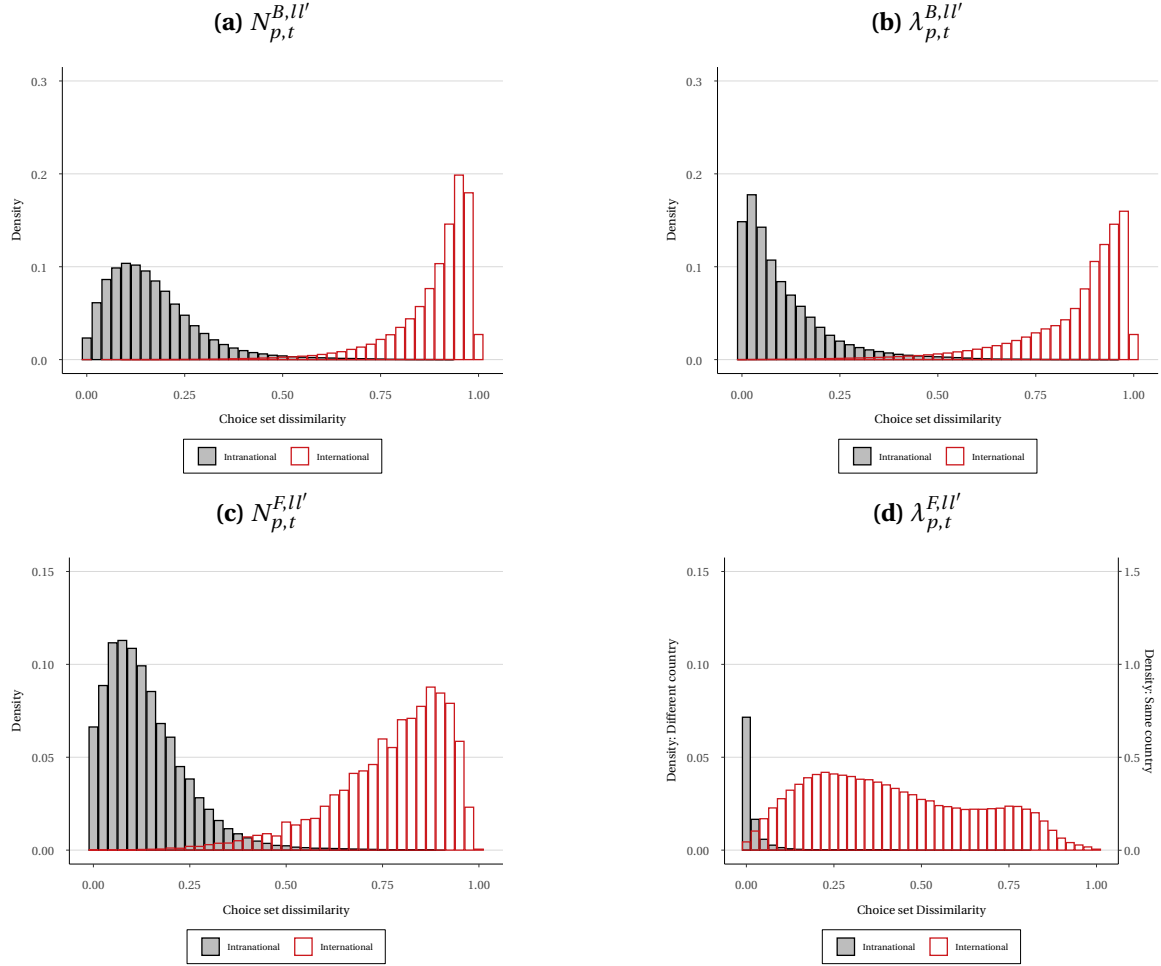 (a) N_{p,t}^{B,ll'}
0.3
0.2
0.1
0.0
Density
0.00 0.25 0.50 0.75 1.00
Choice set dissimilarity
Intranational International
(b) λ_{p,t}^{B,ll'}
0.3
0.2
0.1
0.0
Density
0.00 0.25 0.50 0.75 1.00
Choice set dissimilarity
Intranational International
(c) N_{p,t}^{F,ll'}
0.15
0.10
0.05
0.00
Density
0.00 0.25 0.50 0.75 1.00
Choice set dissimilarity
Intranational International
(d) λ_{p,t}^{F,ll'}
0.15
0.10
0.05
0.00
Density: Different country
1.5
1.0
0.5
0.0
Density: Same country
0.00 0.25 0.50 0.75 1.00
Choice set Dissimilarity
Intranational International